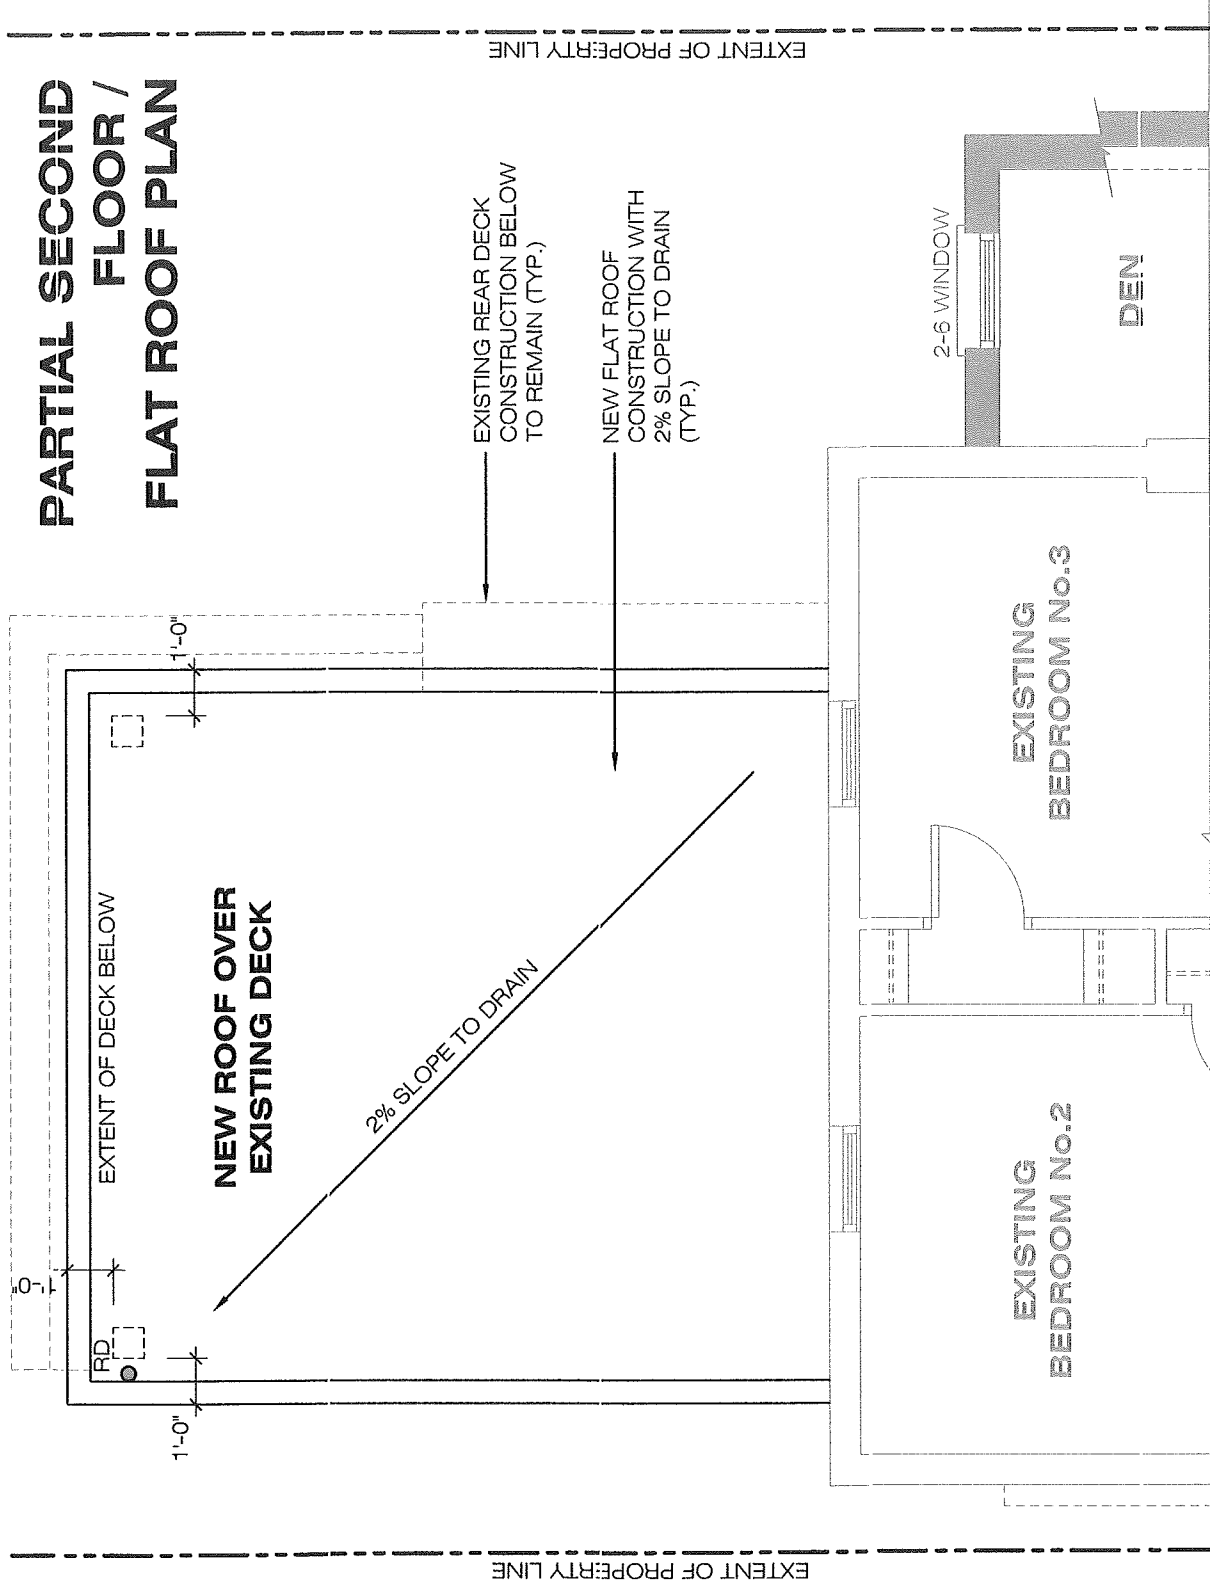 PARTIAL SECOND
FLOOR /
FLAT ROOF PLAN
EXTENT OF PROPERTY LINE
EXISTING REAR DECK
CONSTRUCTION BELOW
TO REMAIN (TYP.)
NEW FLAT ROOF
CONSTRUCTION WITH
2% SLOPE TO DRAIN
(TYP.)
2-6 WINDOW
DEN
1'-0"
EXTENT OF DECK BELOW
NEW ROOF OVER
EXISTING DECK
2% SLOPE TO DRAIN
1'-0"
RD
1'-0"
EXISTING
BEDROOM No.3
EXISTING
BEDROOM No.2
EXTENT OF PROPERTY LINE